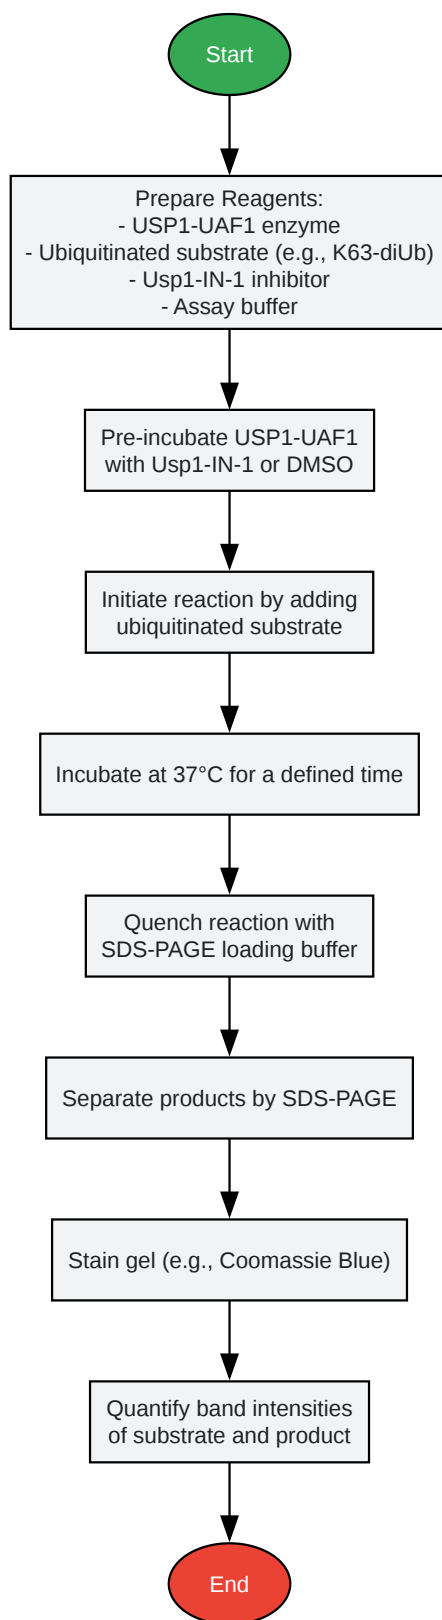 Start
Prepare Reagents:
- USP1-UAF1 enzyme
- Ubiquitinated substrate (e.g., K63-diUb)
- Usp1-IN-1 inhibitor
- Assay buffer
Pre-incubate USP1-UAF1
with Usp1-IN-1 or DMSO
Initiate reaction by adding
ubiquitinated substrate
Incubate at 37°C for a defined time
Quench reaction with
SDS-PAGE loading buffer
Separate products by SDS-PAGE
Stain gel (e.g., Coomassie Blue)
Quantify band intensities
of substrate and product
End